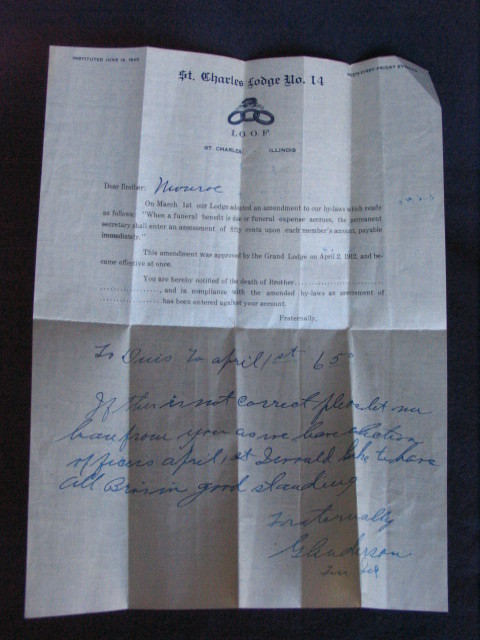 INSTITUTED JUNE
St. Charles Lodge No. 14
EVERY FRIDAY EVENING
I.O.O.F.
ST. CHARLES, ILLINOIS
Dear Brother: Monroe
On March 1st our Lodge adopted an amendment to our by-laws which reads
as follows: "When a funeral benefit is due or funeral expense accrues, the permanent
secretary shall enter an assessment of fifty cents upon each member's account, payable
immediately."
This amendment was approved by the Grand Lodge on April 2, 1912, and be-
came effective at once.
You are hereby notified of the death of Brother
, and in compliance with the amended by-laws an assessment of
has been entered against your account.
Fraternally,
To Dues To april 1st 650
If this is not correct please let me
hear from you as we have election
officers april 1st I would like to have
all Bros in good standing
Fraternally
G Anderson